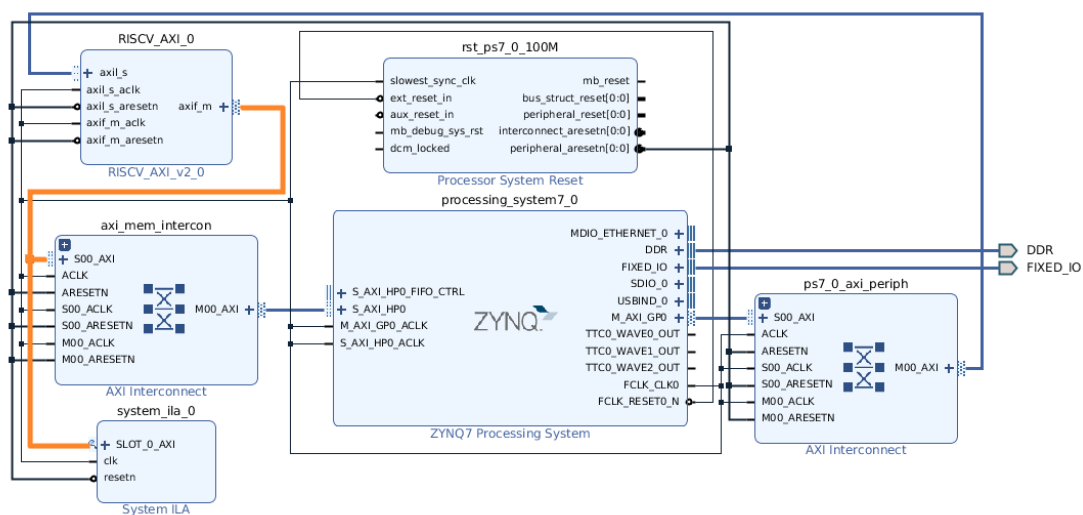 RISCV_AXI_0
axil_s
axil_s_aclk
axil_s_aresetn
axif_m_aclk
axif_m_aresetn
axif_m
RISCV_AXI_v2_0
rst_ps7_0_100M
slowest_sync_clk
ext_reset_in
aux_reset_in
mb_debug_sys_rst
dcm_locked
mb_reset
bus_struct_reset[0:0]
peripheral_reset[0:0]
interconnect_aresetn[0:0]
peripheral_aresetn[0:0]
Processor System Reset
axi_mem_intercon
S00_AXI
ACLK
ARESETN
S00_ACLK
S00_ARESETN
M00_ACLK
M00_ARESETN
M00_AXI
AXI Interconnect
processing_system7_0
S_AXI_HP0_FIFO_CTRL
S_AXI_HP0
M_AXI_GP0_ACLK
S_AXI_HP0_ACLK
ZYNQ
MDIO_ETHERNET_0
DDR
FIXED_IO
SDIO_0
USBIND_0
M_AXI_GP0
TTC0_WAVE0_OUT
TTC0_WAVE1_OUT
TTC0_WAVE2_OUT
FCLK_CLK0
FCLK_RESET0_N
ZYNQ7 Processing System
DDR
FIXED_IO
ps7_0_axi_periph
S00_AXI
ACLK
ARESETN
S00_ACLK
S00_ARESETN
M00_ACLK
M00_ARESETN
M00_AXI
AXI Interconnect
system_ila_0
SLOT_0_AXI
clk
resetn
System ILA